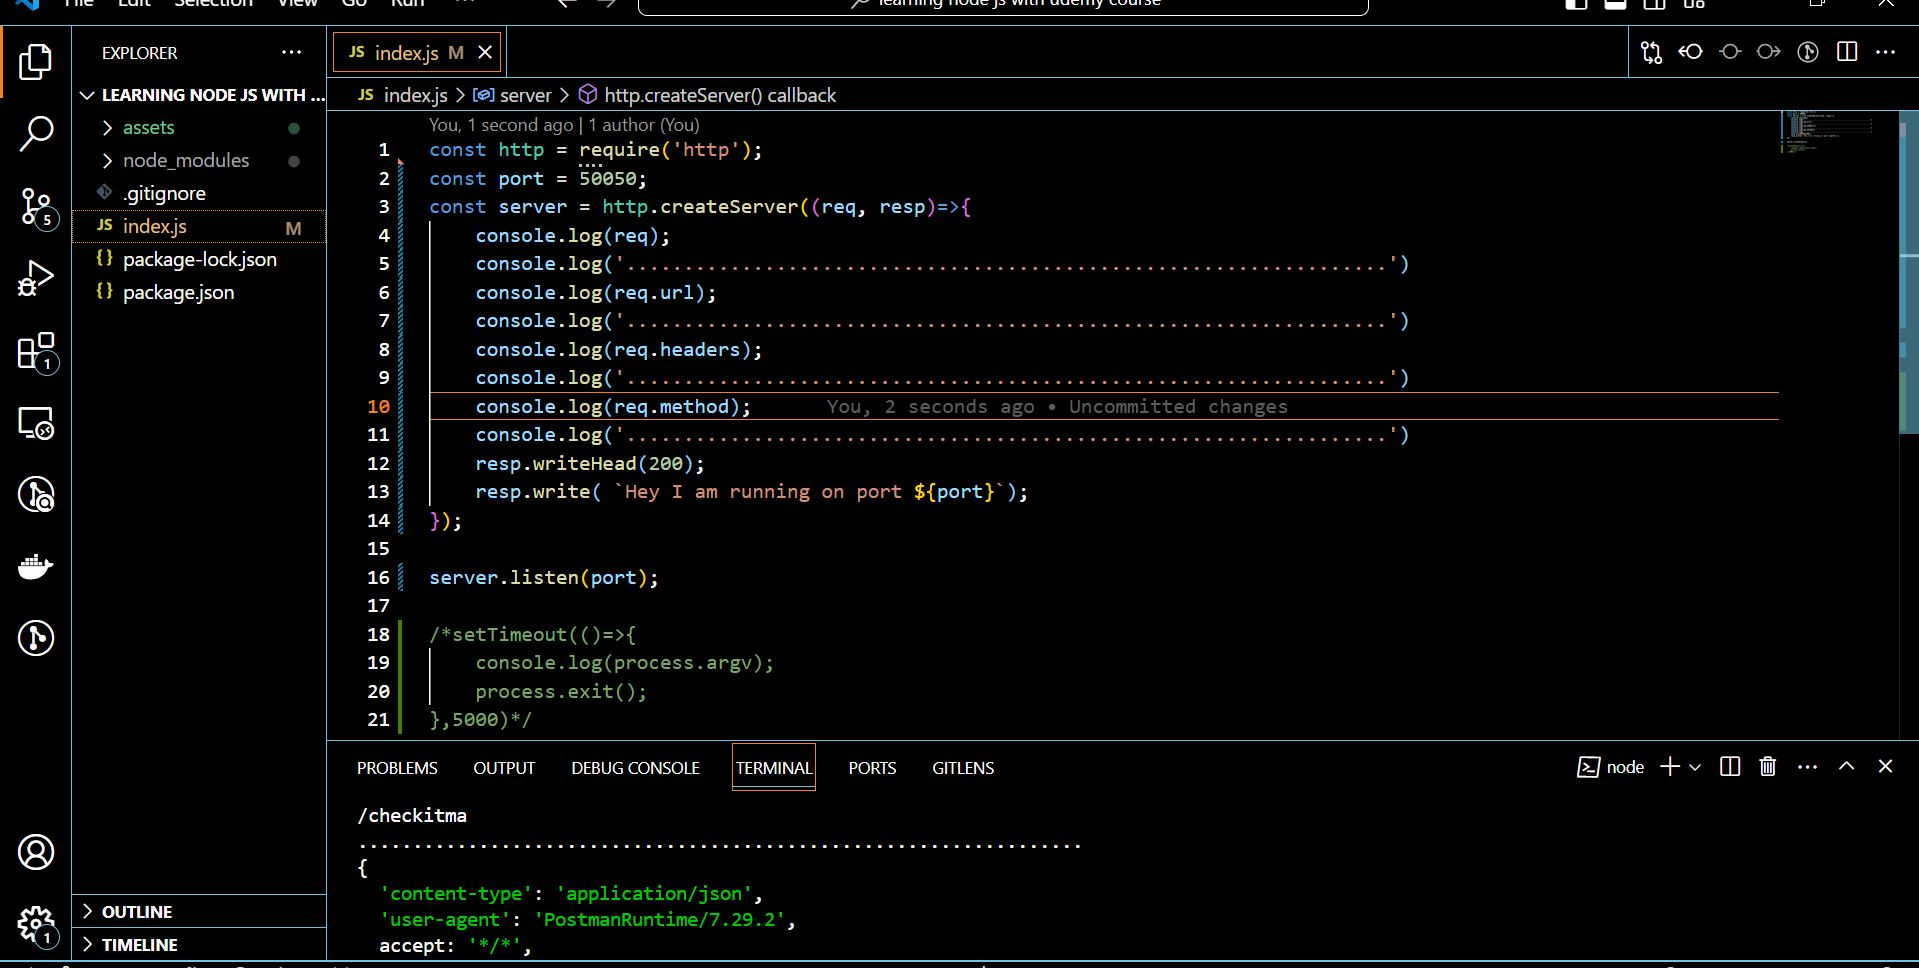 File Edit Selection View Go Run ···
learning node js with udemy course
EXPLORER
LEARNING NODE JS WITH ...
assets
node_modules
.gitignore
JS index.js M
{} package-lock.json
{} package.json
5
1
OUTLINE
1
TIMELINE
JS index.js M
JS index.js > server > http.createServer() callback
You, 1 second ago | 1 author (You)
1 const http = require('http');
2 const port = 50050;
3 const server = http.createServer((req, resp)=>{
4 console.log(req);
5 console.log('..................................................................')
6 console.log(req.url);
7 console.log('..................................................................')
8 console.log(req.headers);
9 console.log('..................................................................')
10 console.log(req.method); You, 2 seconds ago • Uncommitted changes
11 console.log('..................................................................')
12 resp.writeHead(200);
13 resp.write( `Hey I am running on port ${port}`);
14 });
15
16 server.listen(port);
17
18 /*setTimeout(()=>{
19 console.log(process.argv);
20 process.exit();
21 },5000)*/
PROBLEMS OUTPUT DEBUG CONSOLE TERMINAL PORTS GITLENS
node
/checkitma
..................................................................
{
'content-type': 'application/json',
'user-agent': 'PostmanRuntime/7.29.2',
accept: '*/*',